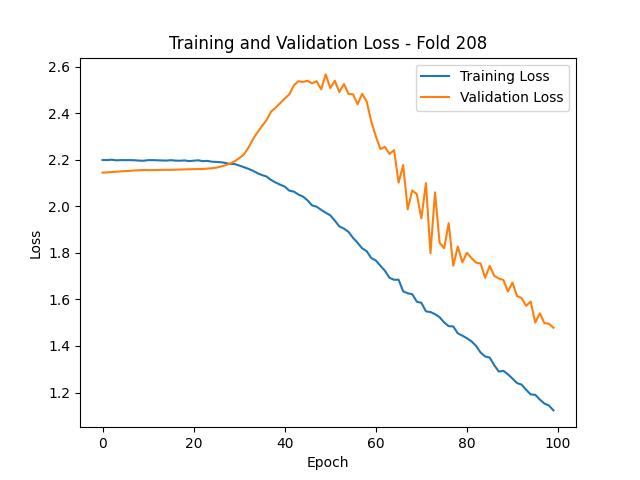 Training and Validation Loss - Fold 208
Training Loss
Validation Loss
Loss
2.6
2.4
2.2
2.0
1.8
1.6
1.4
1.2
0 20 40 60 80 100
Epoch